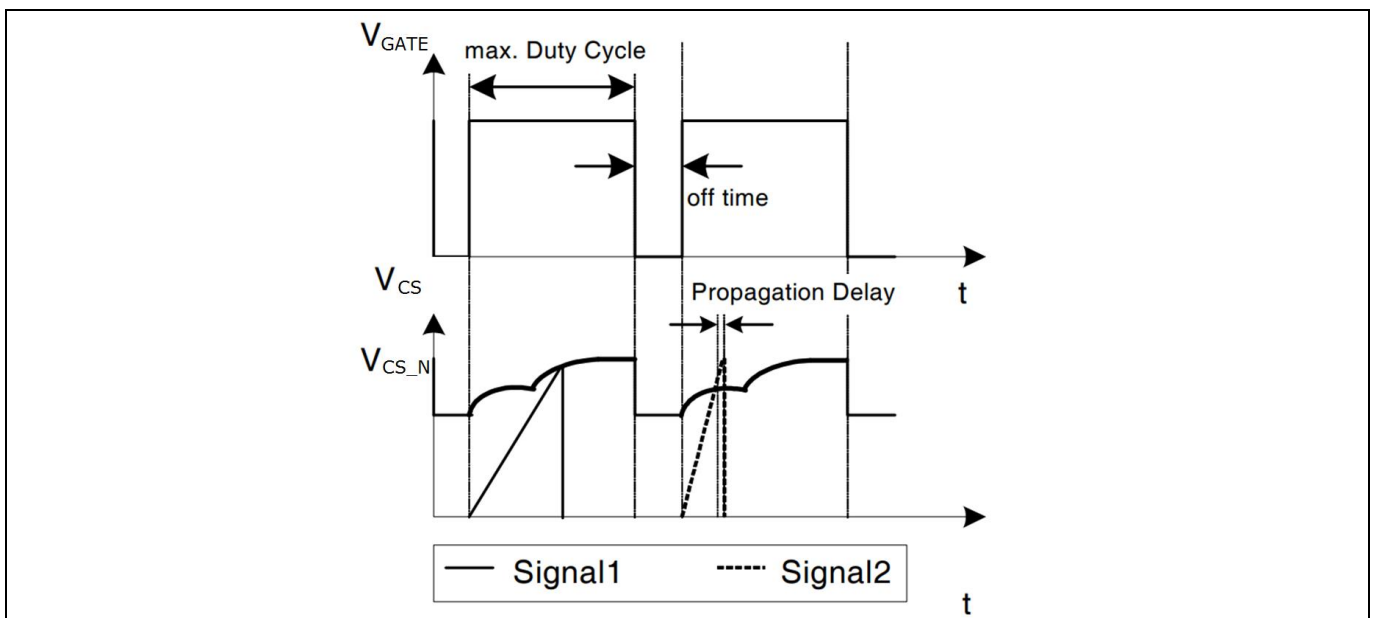 VGATE
max. Duty Cycle
off time
VCS
Propagation Delay
t
VCS_N
Signal1
Signal2
t